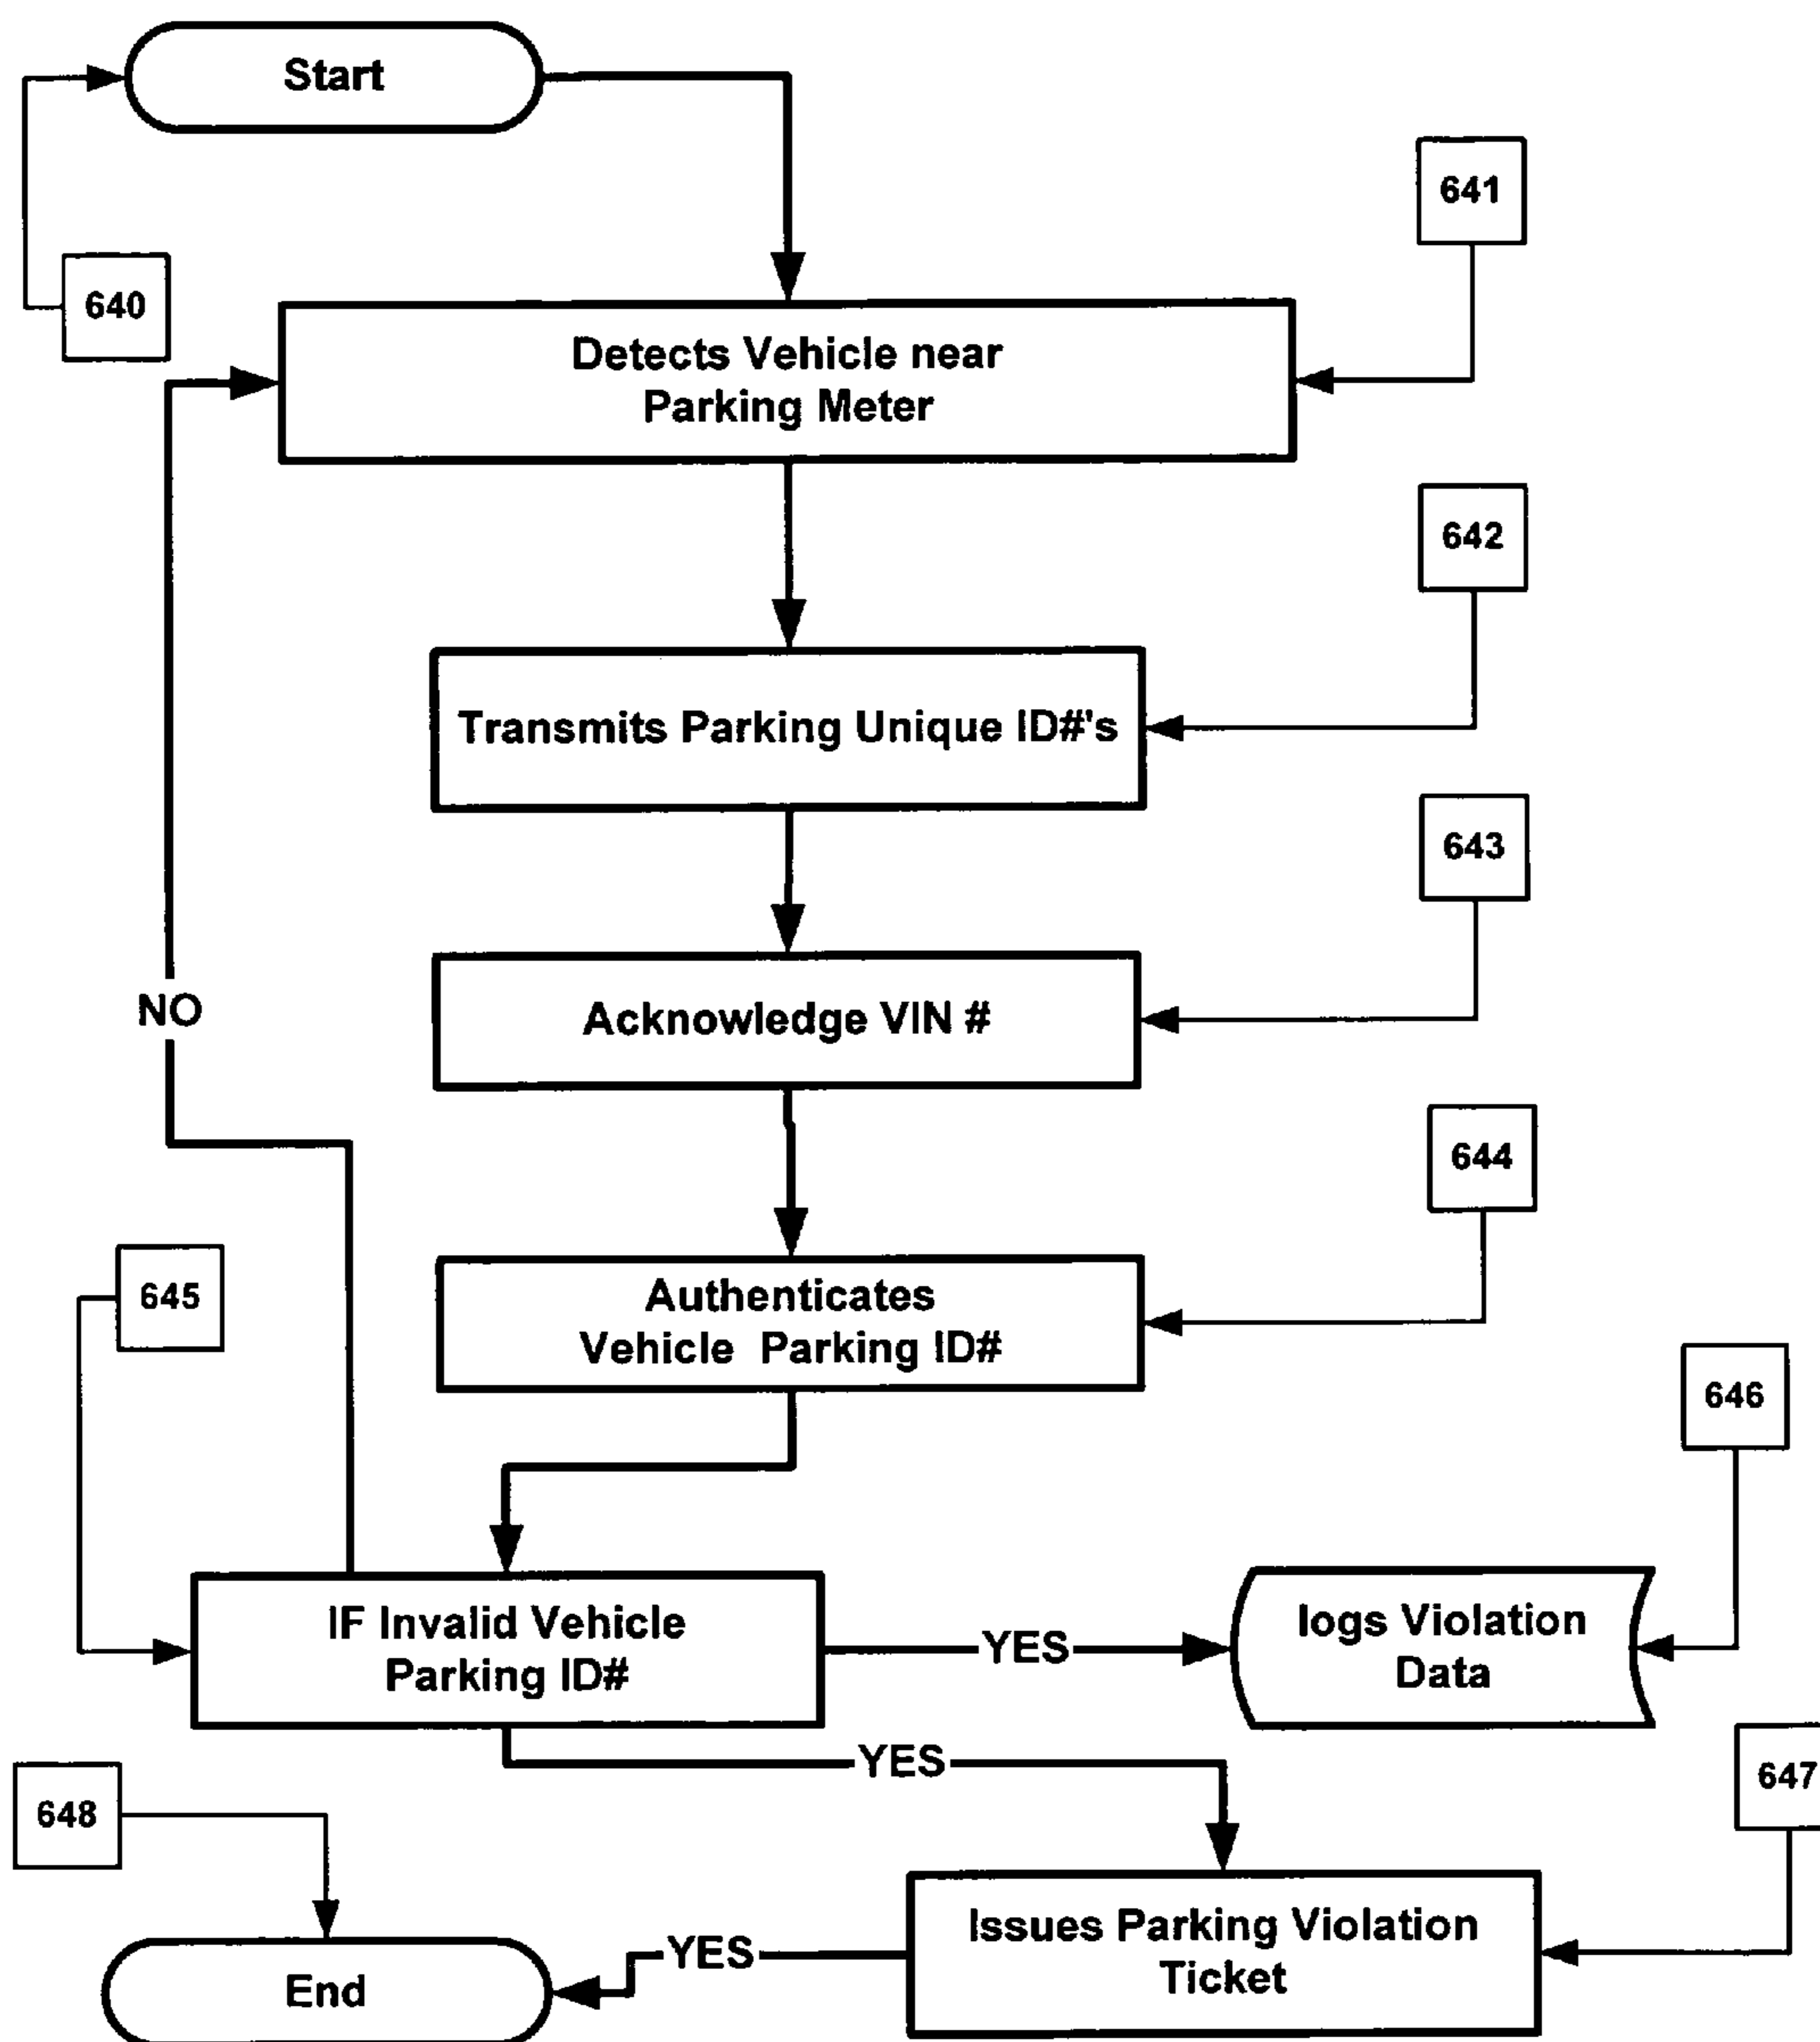 Start
641
640
Detects Vehicle near
Parking Meter
642
Transmits Parking Unique ID#'s
643
NO
Acknowledge VIN #
644
645
Authenticates
Vehicle Parking ID#
646
IF Invalid Vehicle
Parking ID#
YES
logs Violation
Data
YES
647
648
Issues Parking Violation
Ticket
YES
End